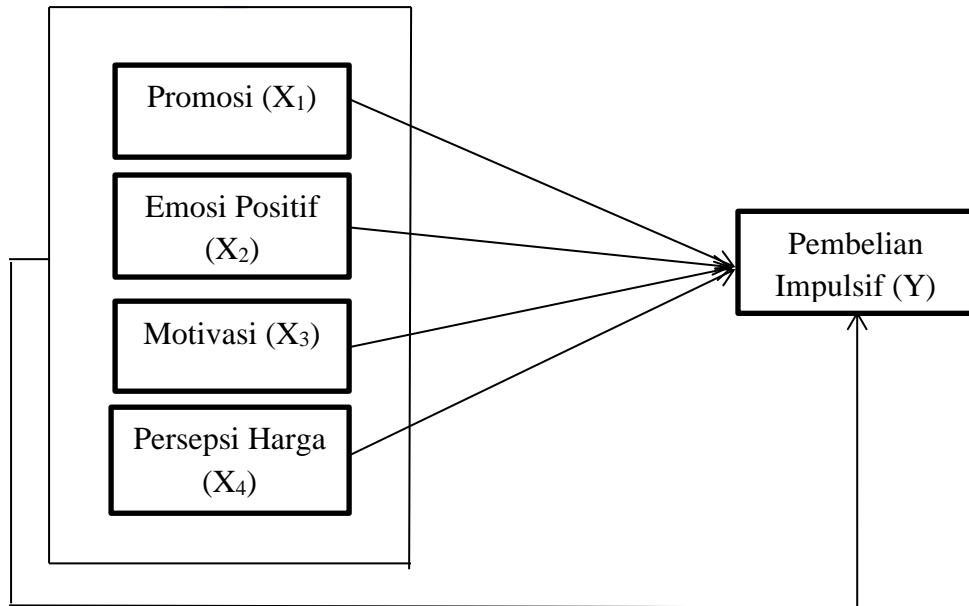 Promosi (X₁)
Emosi Positif
(X₂)
Motivasi (X₃)
Persepsi Harga
(X₄)
Pembelian
Impulsif (Y)